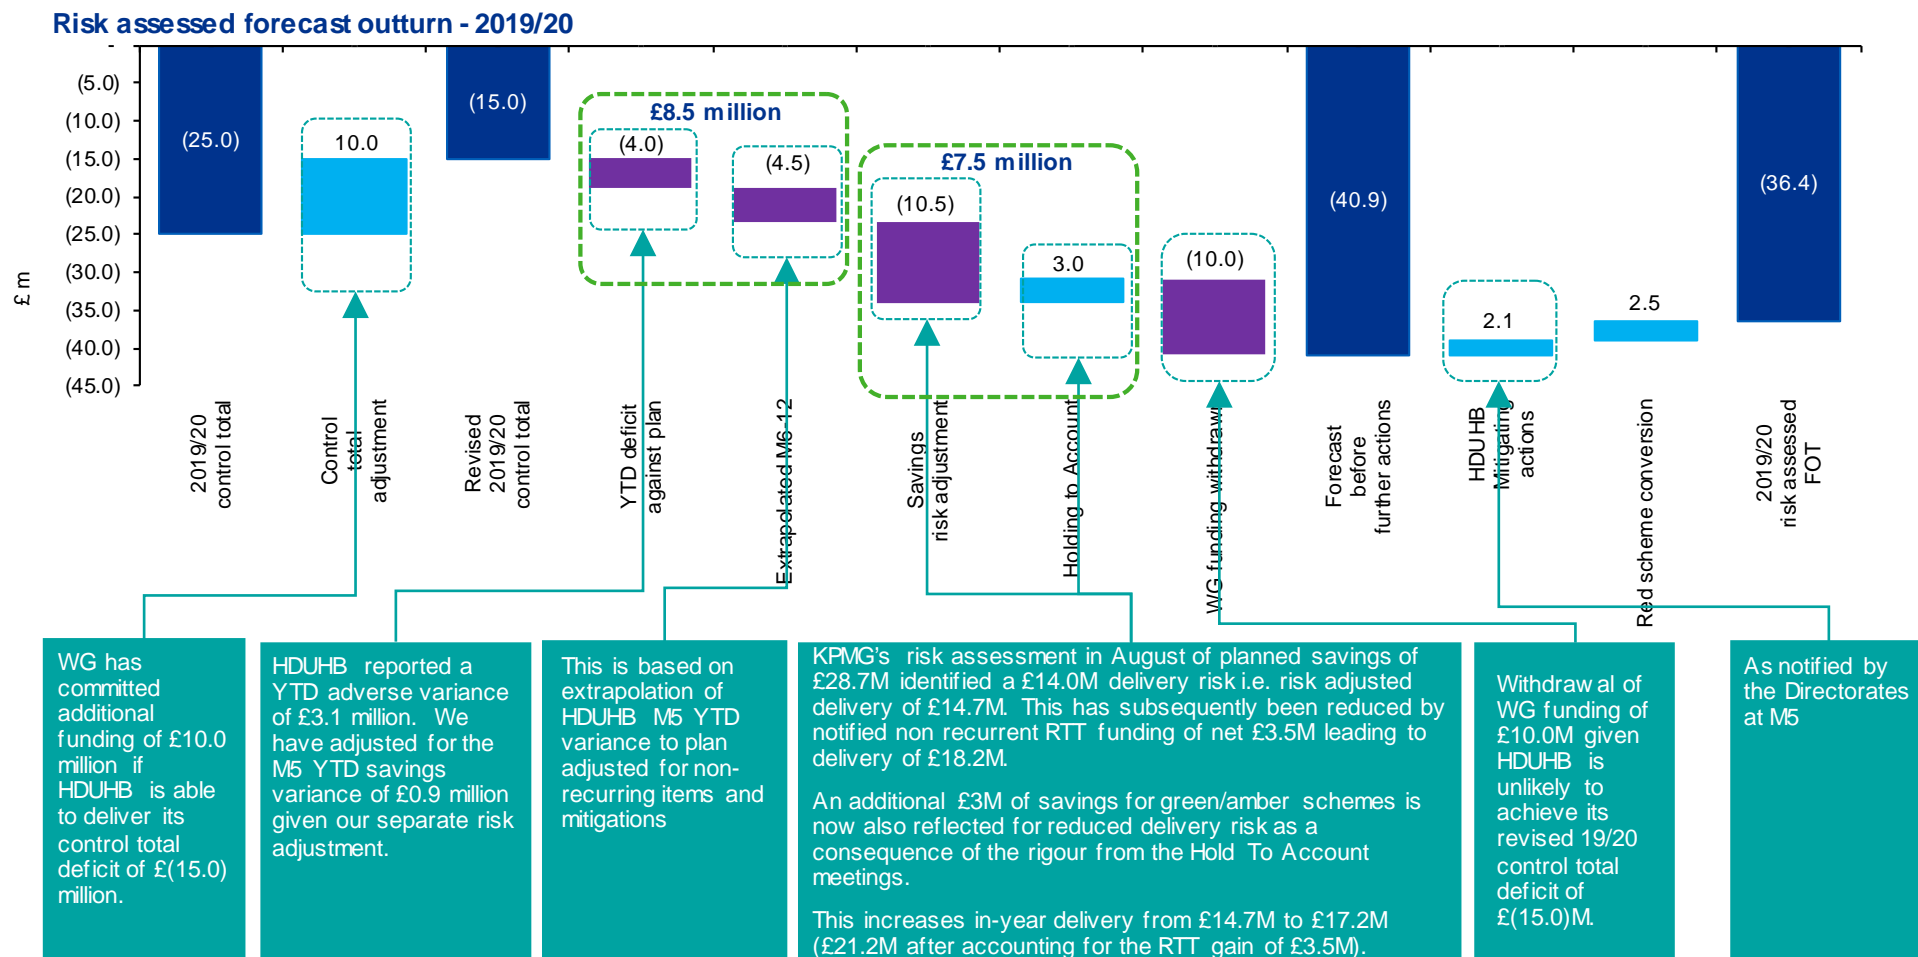 Risk assessed forecast outturn - 2019/20
-
(5.0)
(10.0)
(15.0)
(20.0)
(25.0)
(30.0)
(35.0)
(40.0)
(45.0)
£ m
(25.0)
10.0
(15.0)
£8.5 million
(4.0)
(4.5)
£7.5 million
(10.5)
3.0
(10.0)
(40.9)
2.1
2.5
(36.4)
2019/20
control total
Control
total
adjustment
Revised
2019/20
control total
YTD deficit
against plan
Extrapolated M6-12
Savings
risk adjustment
Holding to Account
WG funding withdrawn
Forecast
before
further actions
HDUHB
Mitigating
actions
Red scheme conversion
2019/20
risk assessed
FOT
WG has
committed
additional
funding of £10.0
million if
HDUHB is able
to deliver its
control total
deficit of £(15.0)
million.
HDUHB reported a
YTD adverse variance
of £3.1 million. We
have adjusted for the
M5 YTD savings
variance of £0.9 million
given our separate risk
adjustment.
This is based on
extrapolation of
HDUHB M5 YTD
variance to plan
adjusted for non-
recurring items and
mitigations
KPMG's risk assessment in August of planned savings of
£28.7M identified a £14.0M delivery risk i.e. risk adjusted
delivery of £14.7M. This has subsequently been reduced by
notified non recurrent RTT funding of net £3.5M leading to
delivery of £18.2M.
An additional £3M of savings for green/amber schemes is
now also reflected for reduced delivery risk as a
consequence of the rigour from the Hold To Account
meetings.
This increases in-year delivery from £14.7M to £17.2M
(£21.2M after accounting for the RTT gain of £3.5M).
Withdrawal of
WG funding of
£10.0M given
HDUHB is
unlikely to
achieve its
revised 19/20
control total
deficit of
£(15.0)M.
As notified by
the Directorates
at M5